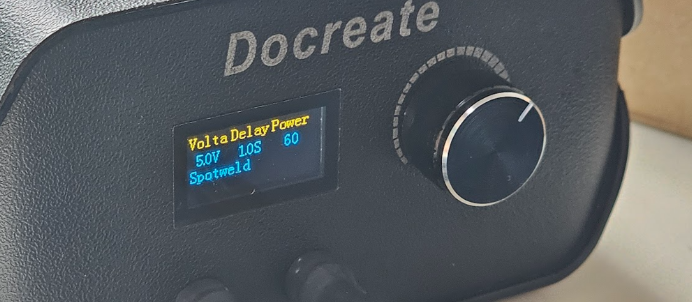 Docreate
Volta Delay Power
5.0V 1.0S 60
Spotweld